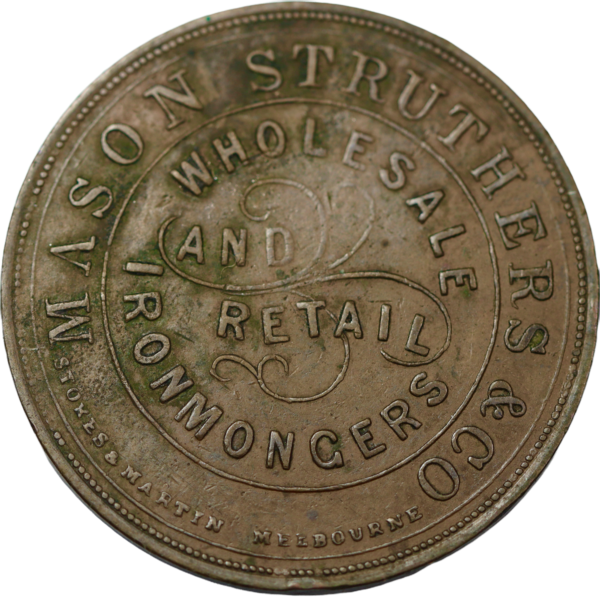 MASON STRUTHERS & CO
WHOLESALE
AND
RETAIL
IRONMONGERS
STOKES & MARTIN MELBOURNE